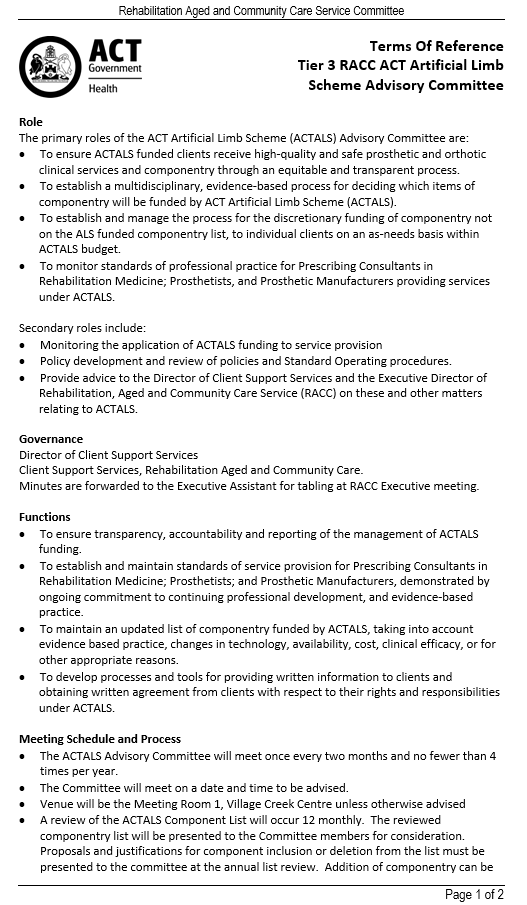 Rehabilitation Aged and Community Care Service Committee
ACT
Government
Health
Terms Of Reference
Tier 3 RACC ACT Artificial Limb
Scheme Advisory Committee
Role
The primary roles of the ACT Artificial Limb Scheme (ACTALS) Advisory Committee are:
• To ensure ACTALS funded clients receive high-quality and safe prosthetic and orthotic
clinical services and componentry through an equitable and transparent process.
• To establish a multidisciplinary, evidence-based process for deciding which items of
componentry will be funded by ACT Artificial Limb Scheme (ACTALS).
• To establish and manage the process for the discretionary funding of componentry not
on the ALS funded componentry list, to individual clients on an as-needs basis within
ACTALS budget.
• To monitor standards of professional practice for Prescribing Consultants in
Rehabilitation Medicine; Prosthetists, and Prosthetic Manufacturers providing services
under ACTALS.
Secondary roles include:
• Monitoring the application of ACTALS funding to service provision
• Policy development and review of policies and Standard Operating procedures.
• Provide advice to the Director of Client Support Services and the Executive Director of
Rehabilitation, Aged and Community Care Service (RACC) on these and other matters
relating to ACTALS.
Governance
Director of Client Support Services
Client Support Services, Rehabilitation Aged and Community Care.
Minutes are forwarded to the Executive Assistant for tabling at RACC Executive meeting.
Functions
• To ensure transparency, accountability and reporting of the management of ACTALS
funding.
• To establish and maintain standards of service provision for Prescribing Consultants in
Rehabilitation Medicine; Prosthetists; and Prosthetic Manufacturers, demonstrated by
ongoing commitment to continuing professional development, and evidence-based
practice.
• To maintain an updated list of componentry funded by ACTALS, taking into account
evidence based practice, changes in technology, availability, cost, clinical efficacy, or for
other appropriate reasons.
• To develop processes and tools for providing written information to clients and
obtaining written agreement from clients with respect to their rights and responsibilities
under ACTALS.
Meeting Schedule and Process
• The ACTALS Advisory Committee will meet once every two months and no fewer than 4
times per year.
• The Committee will meet on a date and time to be advised.
• Venue will be the Meeting Room 1, Village Creek Centre unless otherwise advised
• A review of the ACTALS Component List will occur 12 monthly. The reviewed
componentry list will be presented to the Committee members for consideration.
Proposals and justifications for component inclusion or deletion from the list must be
presented to the committee at the annual list review. Addition of componentry can be
Page 1 of 2